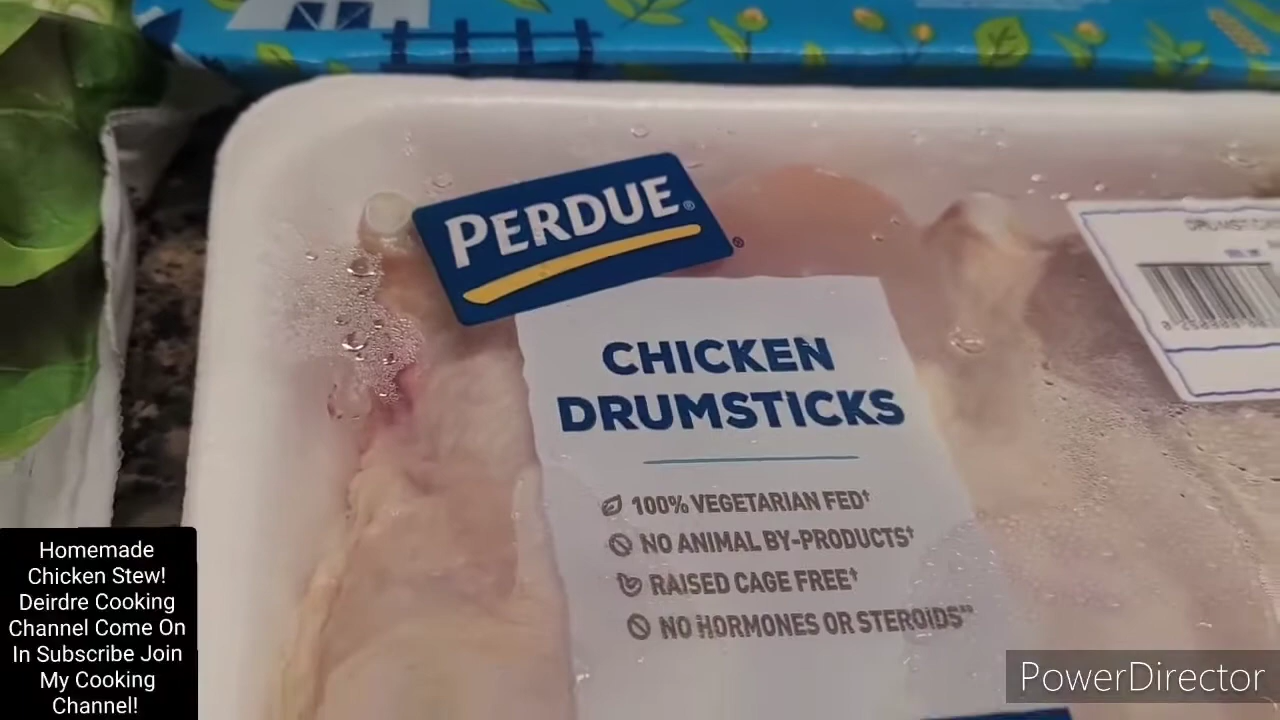 PERDUE®
®
CHICKEN
DRUMSTICKS
100% VEGETARIAN FED†
NO ANIMAL BY-PRODUCTS†
RAISED CAGE FREE†
NO HORMONES OR STEROIDS**
Homemade
Chicken Stew!
Deirdre Cooking
Channel Come On
In Subscribe Join
My Cooking
Channel!
PowerDirector